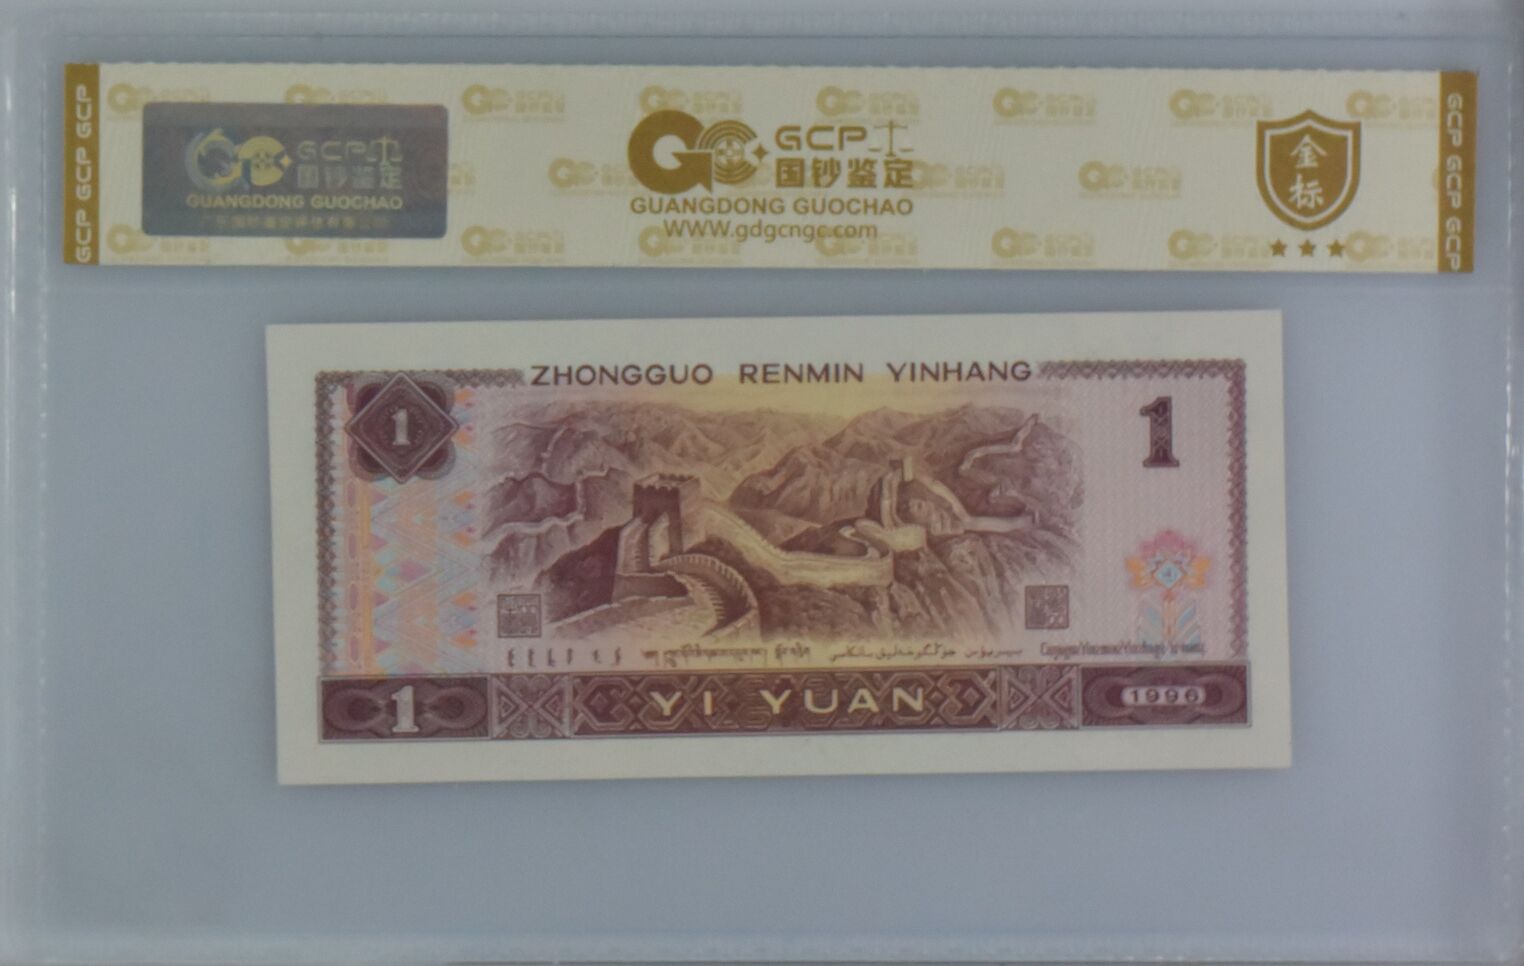 GCP GCP GCP
GCP
国钞鉴定
GUANGDONG GUOCHAO
GCP
国钞鉴定
GUANGDONG GUOCHAO
WWW.gdgcngc.com
金标
GCP GCP GCP
ZHONGGUO RENMIN YINHANG
1
1
1
YI YUAN
1996